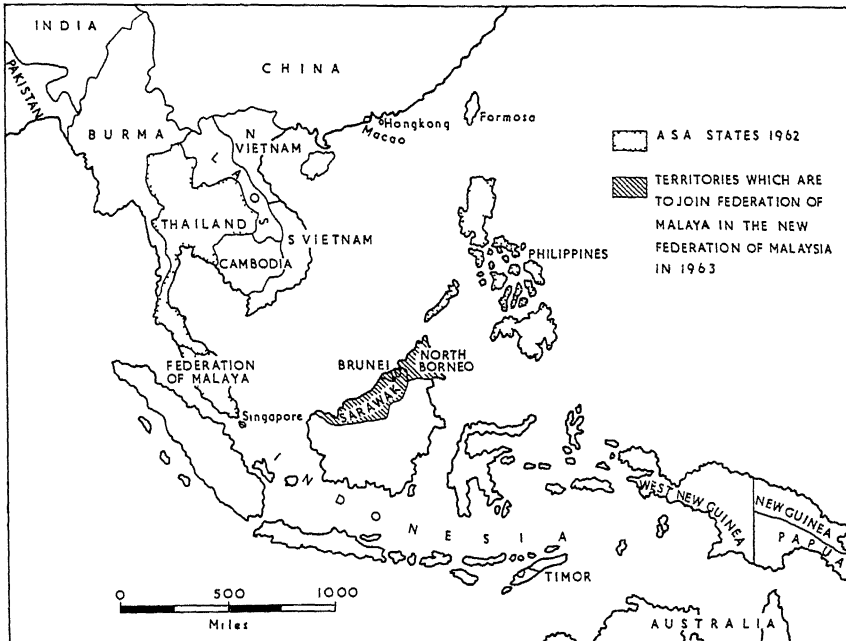 INDIA
CHINA
PAKISTAN
BURMA
N
VIETNAM
Hongkong
Macao
Formosa
LAOS
THAILAND
S VIETNAM
CAMBODIA
PHILIPPINES
ASA STATES 1962
TERRITORIES WHICH ARE
TO JOIN FEDERATION OF
MALAYA IN THE NEW
FEDERATION OF MALAYSIA
IN 1963
FEDERATION
OF MALAYA
BRUNEI
NORTH
BORNEO
SARAWAK
Singapore
INDONESIA
WEST NEW GUINEA
NEW GUINEA
PAPUA
TIMOR
0 500 1000
Miles
AUSTRALIA